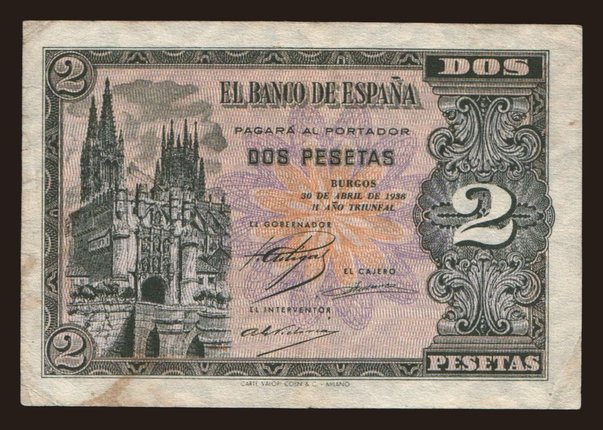 2
DOS
EL BANCO DE ESPAÑA
PAGARÁ AL PORTADOR
DOS PESETAS
BURGOS
30 DE ABRIL DE 1938
II AÑO TRIUNFAL
EL GOBERNADOR
2
EL CAJERO
EL INTERVENTOR
2
PESETAS
CARTE VALORI COEN & C. - MILANO